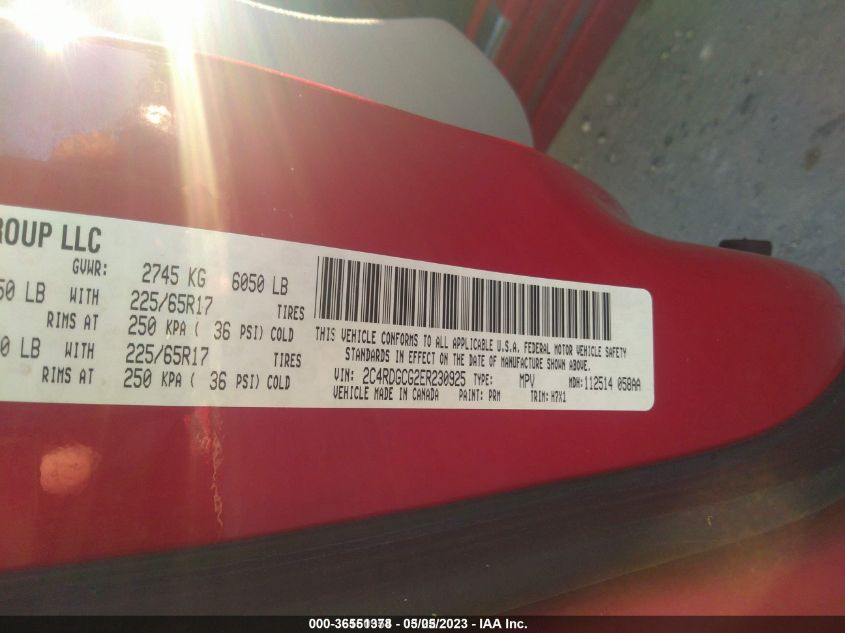 ROUP LLC
GVWR: 2745 KG 6050 LB
50 LB WITH 225/65R17 TIRES
RIMS AT 250 KPA ( 36 PSI) COLD
0 LB WITH 225/65R17 TIRES
RIMS AT 250 KPA ( 36 PSI) COLD
THIS VEHICLE CONFORMS TO ALL APPLICABLE U.S.A. FEDERAL MOTOR VEHICLE SAFETY
STANDARDS IN EFFECT ON THE DATE OF MANUFACTURE SHOWN ABOVE.
VIN: 2C4RDGCG2ER230925 TYPE: MPV MDH: 112514 058AA
VEHICLE MADE IN CANADA PAINT: PRM TRIM: H7X1
000-36551378 - 05/05/2023 - IAA Inc.